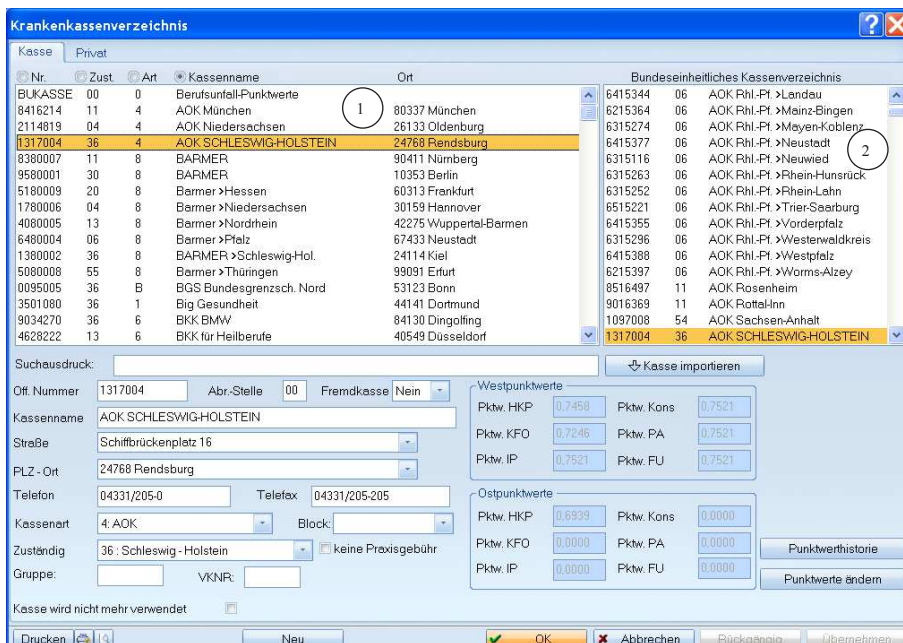 Krankenkassenverzeichnis
Kasse Privat
Nr. Zust. Art Kassenname Ort
BUKASSE 00 0 Berufsunfall-Punktwerte
8416214 11 4 AOK München 80337 München
2114819 04 4 AOK Niedersachsen 26133 Oldenburg
1317004 36 4 AOK SCHLESWIG-HOLSTEIN 24768 Rendsburg
8380007 11 8 BARMER 90411 Nürnberg
9580001 30 8 BARMER 10353 Berlin
5180009 20 8 Barmer >Hessen 60313 Frankfurt
1780006 04 8 Barmer >Niedersachsen 30159 Hannover
4080005 13 8 Barmer >Nordrhein 42275 Wuppertal-Barmen
6480004 06 8 Barmer >Pfalz 67433 Neustadt
1380002 36 8 BARMER >Schleswig-Hol. 24114 Kiel
5080008 55 8 Barmer >Thüringen 99091 Erfurt
0095005 36 B BGS Bundesgrenzsch. Nord 53123 Bonn
3501080 36 1 Big Gesundheit 44141 Dortmund
9034270 36 6 BKK BMW 84130 Dingolfing
4628222 13 6 BKK für Heilberufe 40549 Düsseldorf
1
Bundeseinheitliches Kassenverzeichnis
6415344 06 AOK Rhl.-Pf. >Landau
6215364 06 AOK Rhl.-Pf. >Mainz-Bingen
6315274 06 AOK Rhl.-Pf. >Mayen-Koblenz
6415377 06 AOK Rhl.-Pf. >Neustadt
6315116 06 AOK Rhl.-Pf. >Neuwied
6315263 06 AOK Rhl.-Pf. >Rhein-Hunsrück
6315252 06 AOK Rhl.-Pf. >Rhein-Lahn
6515221 06 AOK Rhl.-Pf. >Trier-Saarburg
6415355 06 AOK Rhl.-Pf. >Vorderpfalz
6315296 06 AOK Rhl.-Pf. >Westerwaldkreis
6415388 06 AOK Rhl.-Pf. >Westpfalz
6215397 06 AOK Rhl.-Pf. >Worms-Alzey
8516497 11 AOK Rosenheim
9016369 11 AOK Rottal-Inn
1097008 54 AOK Sachsen-Anhalt
1317004 36 AOK SCHLESWIG-HOLSTEIN
2
Suchausdruck: Kasse importieren
Off. Nummer 1317004 Abr.-Stelle 00 Fremdkasse Nein
Kassenname AOK SCHLESWIG-HOLSTEIN
Straße Schiffbrückenplatz 16
PLZ - Ort 24768 Rendsburg
Telefon 04331/205-0 Telefax 04331/205-205
Kassenart 4: AOK Block:
Zuständig 36 : Schleswig - Holstein keine Praxisgebühr
Gruppe: VKNR:
Kasse wird nicht mehr verwendet
Westpunktwerte
Pktw. HKP 0,7458 Pktw. Kons 0,7521
Pktw. KFO 0,7246 Pktw. PA 0,7521
Pktw. IP 0,7521 Pktw. FU 0,7521
Ostpunktwerte
Pktw. HKP 0,6939 Pktw. Kons 0,0000
Pktw. KFO 0,0000 Pktw. PA 0,0000
Pktw. IP 0,0000 Pktw. FU 0,0000
Punktwerthistorie
Punktwerte ändern
Drucken Neu OK Abbrechen Rückgängig Übernehmen